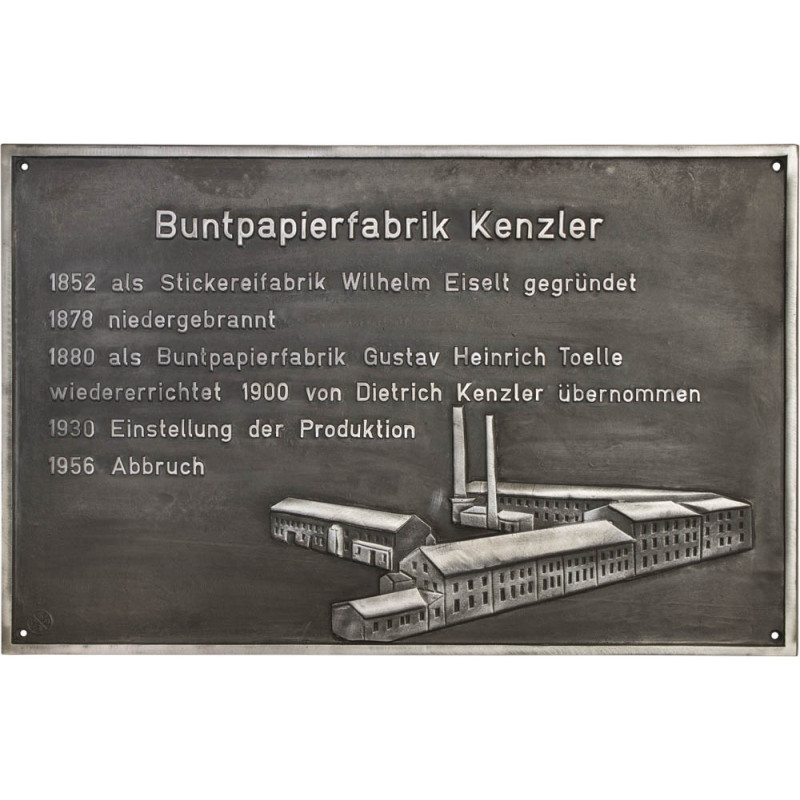 Buntpapierfabrik Kenzler
1852 als Stickereifabrik Wilhelm Eiselt gegründet
1878 niedergebrannt
1880 als Buntpapierfabrik Gustav Heinrich Toelle
wiedererrichtet 1900 von Dietrich Kenzler übernommen
1930 Einstellung der Produktion
1956 Abbruch